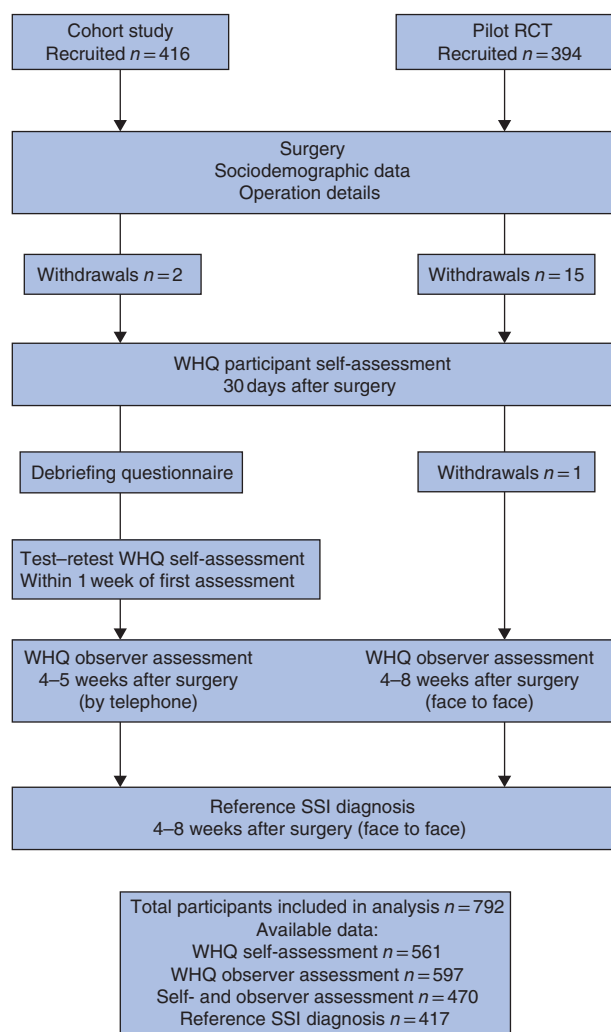 Cohort study
Recruited n = 416
Pilot RCT
Recruited n = 394
Surgery
Sociodemographic data
Operation details
Withdrawals n = 2
Withdrawals n = 15
WHQ participant self-assessment
30 days after surgery
Debriefing questionnaire
Withdrawals n = 1
Test–retest WHQ self-assessment
Within 1 week of first assessment
WHQ observer assessment
4–5 weeks after surgery
(by telephone)
WHQ observer assessment
4–8 weeks after surgery
(face to face)
Reference SSI diagnosis
4–8 weeks after surgery (face to face)
Total participants included in analysis n = 792
Available data:
WHQ self-assessment n = 561
WHQ observer assessment n = 597
Self- and observer assessment n = 470
Reference SSI diagnosis n = 417